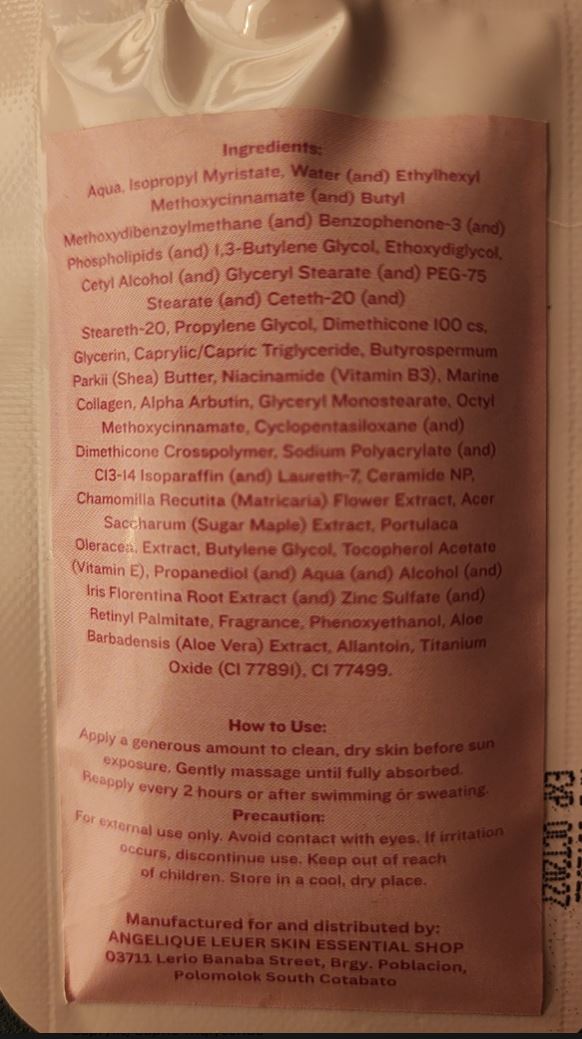 Ingredients:
Aqua, Isopropyl Myristate, Water (and) Ethylhexyl
Methoxycinnamate (and) Butyl
Methoxydibenzoylmethane (and) Benzophenone-3 (and)
Phospholipids (and) 1,3-Butylene Glycol, Ethoxydiglycol,
Cetyl Alcohol (and) Glyceryl Stearate (and) PEG-75
Stearate (and) Ceteth-20 (and)
Steareth-20, Propylene Glycol, Dimethicone 100 cs,
Glycerin, Caprylic/Capric Triglyceride, Butyrospermum
Parkii (Shea) Butter, Niacinamide (Vitamin B3), Marine
Collagen, Alpha Arbutin, Glyceryl Monostearate, Octyl
Methoxycinnamate, Cyclopentasiloxane (and)
Dimethicone Crosspolymer, Sodium Polyacrylate (and)
C13-14 Isoparaffin (and) Laureth-7, Ceramide NP,
Chamomilla Recutita (Matricaria) Flower Extract, Acer
Saccharum (Sugar Maple) Extract, Portulaca
Oleracea, Extract, Butylene Glycol, Tocopherol Acetate
(Vitamin E), Propanediol (and) Aqua (and) Alcohol (and)
Iris Florentina Root Extract (and) Zinc Sulfate (and)
Retinyl Palmitate, Fragrance, Phenoxyethanol, Aloe
Barbadensis (Aloe Vera) Extract, Allantoin, Titanium
Oxide (CI 77891), CI 77499.
How to Use:
Apply a generous amount to clean, dry skin before sun
exposure. Gently massage until fully absorbed.
Reapply every 2 hours or after swimming or sweating.
Precaution:
For external use only. Avoid contact with eyes. If irritation
occurs, discontinue use. Keep out of reach
of children. Store in a cool, dry place.
Manufactured for and distributed by:
ANGELIQUE LEUER SKIN ESSENTIAL SHOP
03711 Lerio Banaba Street, Brgy. Poblacion,
Polomolok South Cotabato
EXP: OCT2027